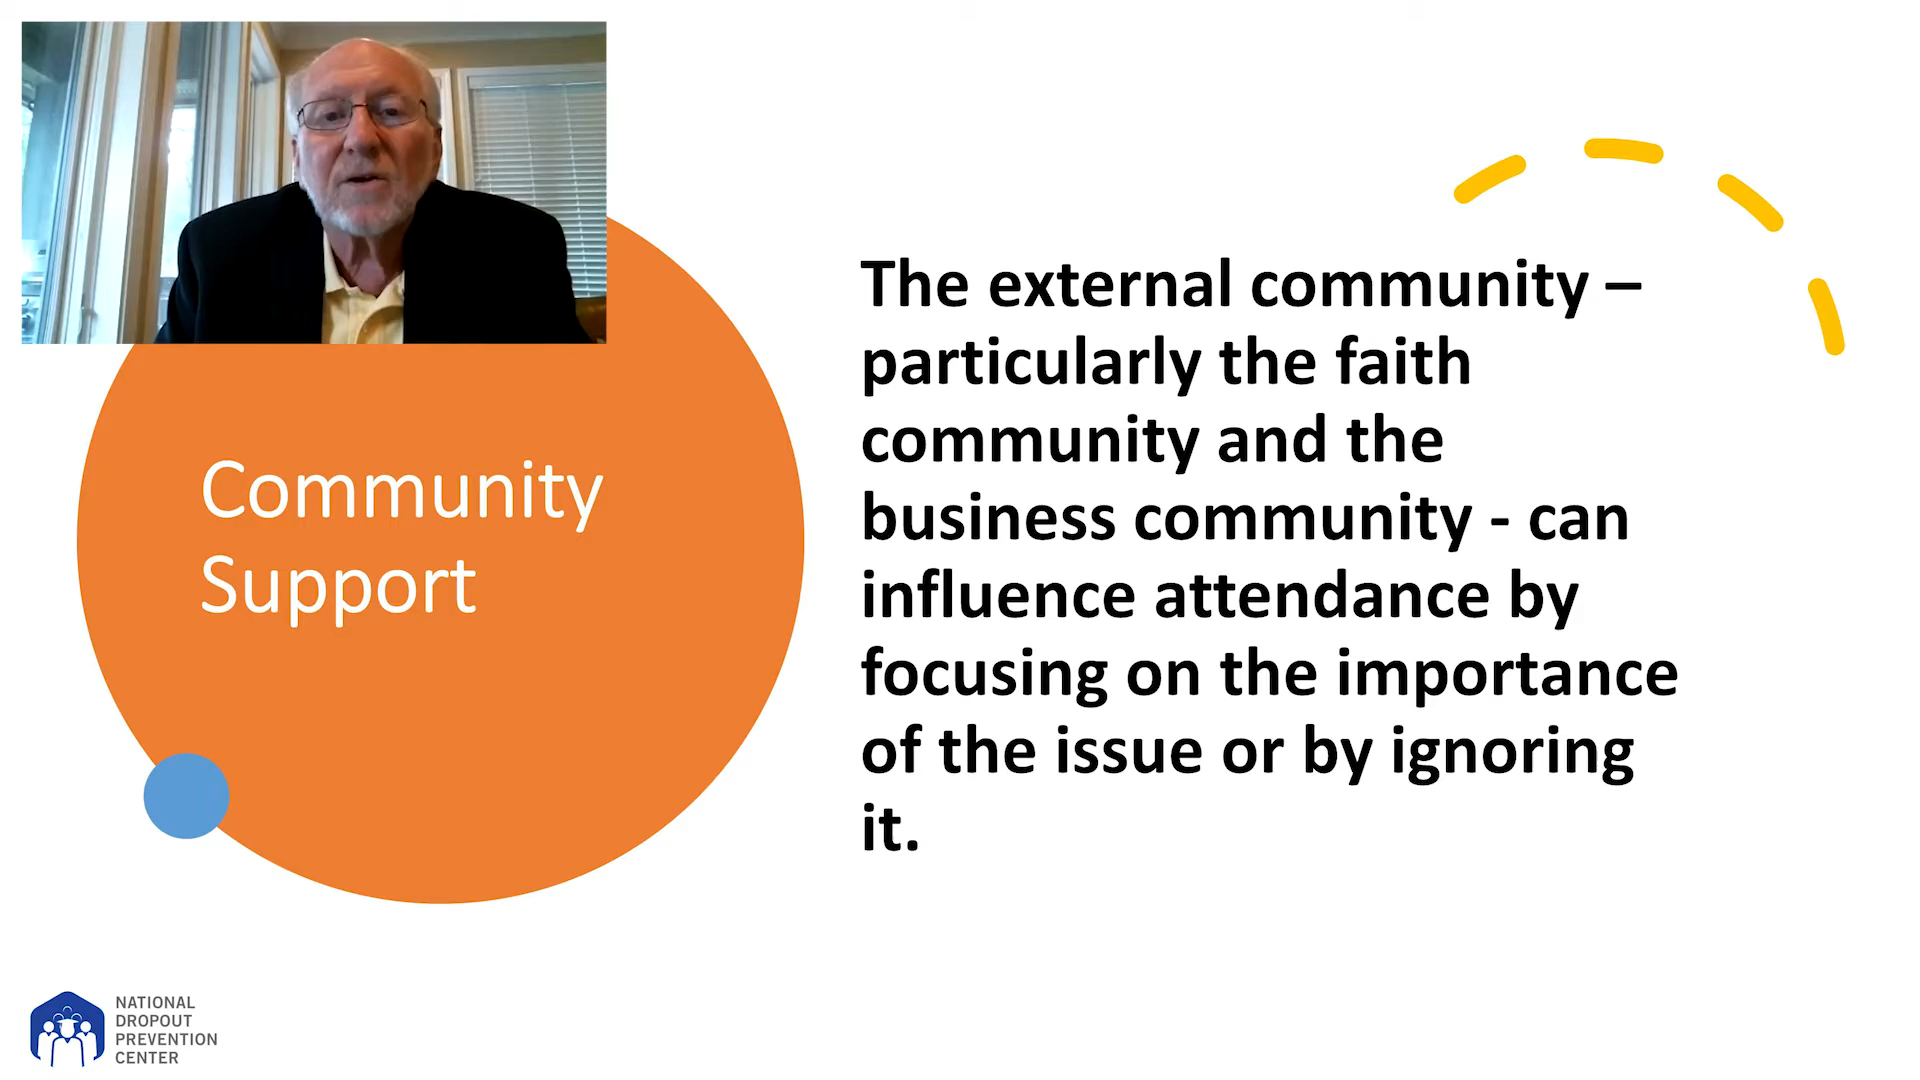 Community
Support
The external community –
particularly the faith
community and the
business community - can
influence attendance by
focusing on the importance
of the issue or by ignoring
it.
NATIONAL
DROPOUT
PREVENTION
CENTER